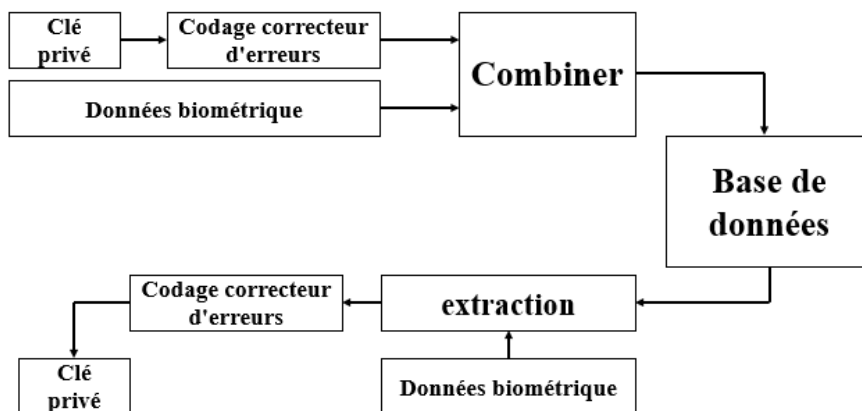 Clé
privé
Codage correcteur
d'erreurs
Combiner
Données biométrique
Base de
données
Codage correcteur
d'erreurs
extraction
Clé
privé
Données biométrique